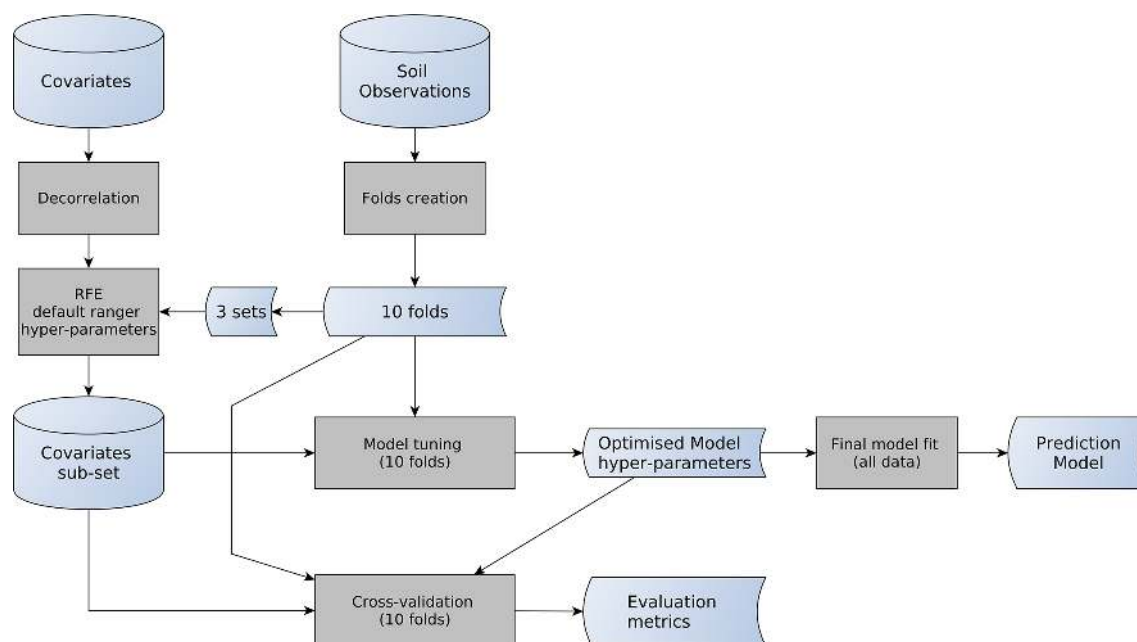 Covariates
Soil
Observations
Decorrelation
Folds creation
RFE
default ranger
hyper-parameters
3 sets
10 folds
Covariates
sub-set
Model tuning
(10 folds)
Optimised Model
hyper-parameters
Final model fit
(all data)
Prediction
Model
Cross-validation
(10 folds)
Evaluation
metrics